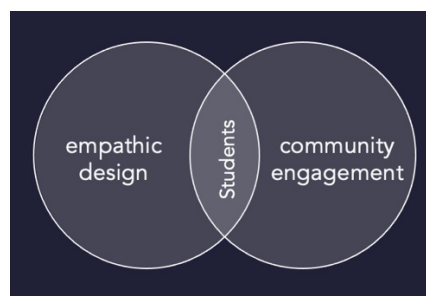 empathic
design
Students
community
engagement